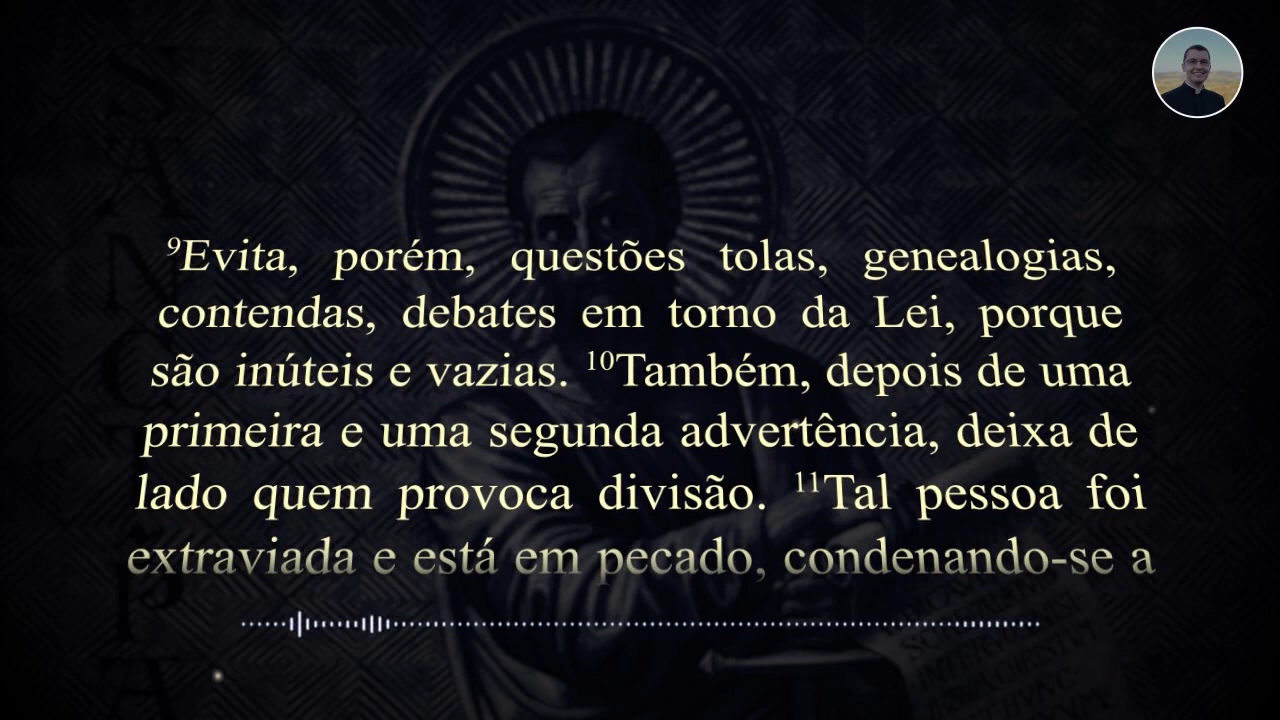 ⁹Evita, porém, questões tolas, genealogias,
contendas, debates em torno da Lei, porque
são inúteis e vazias. ¹⁰Também, depois de uma
primeira e uma segunda advertência, deixa de
lado quem provoca divisão. ¹¹Tal pessoa foi
extraviada e está em pecado, condenando-se a